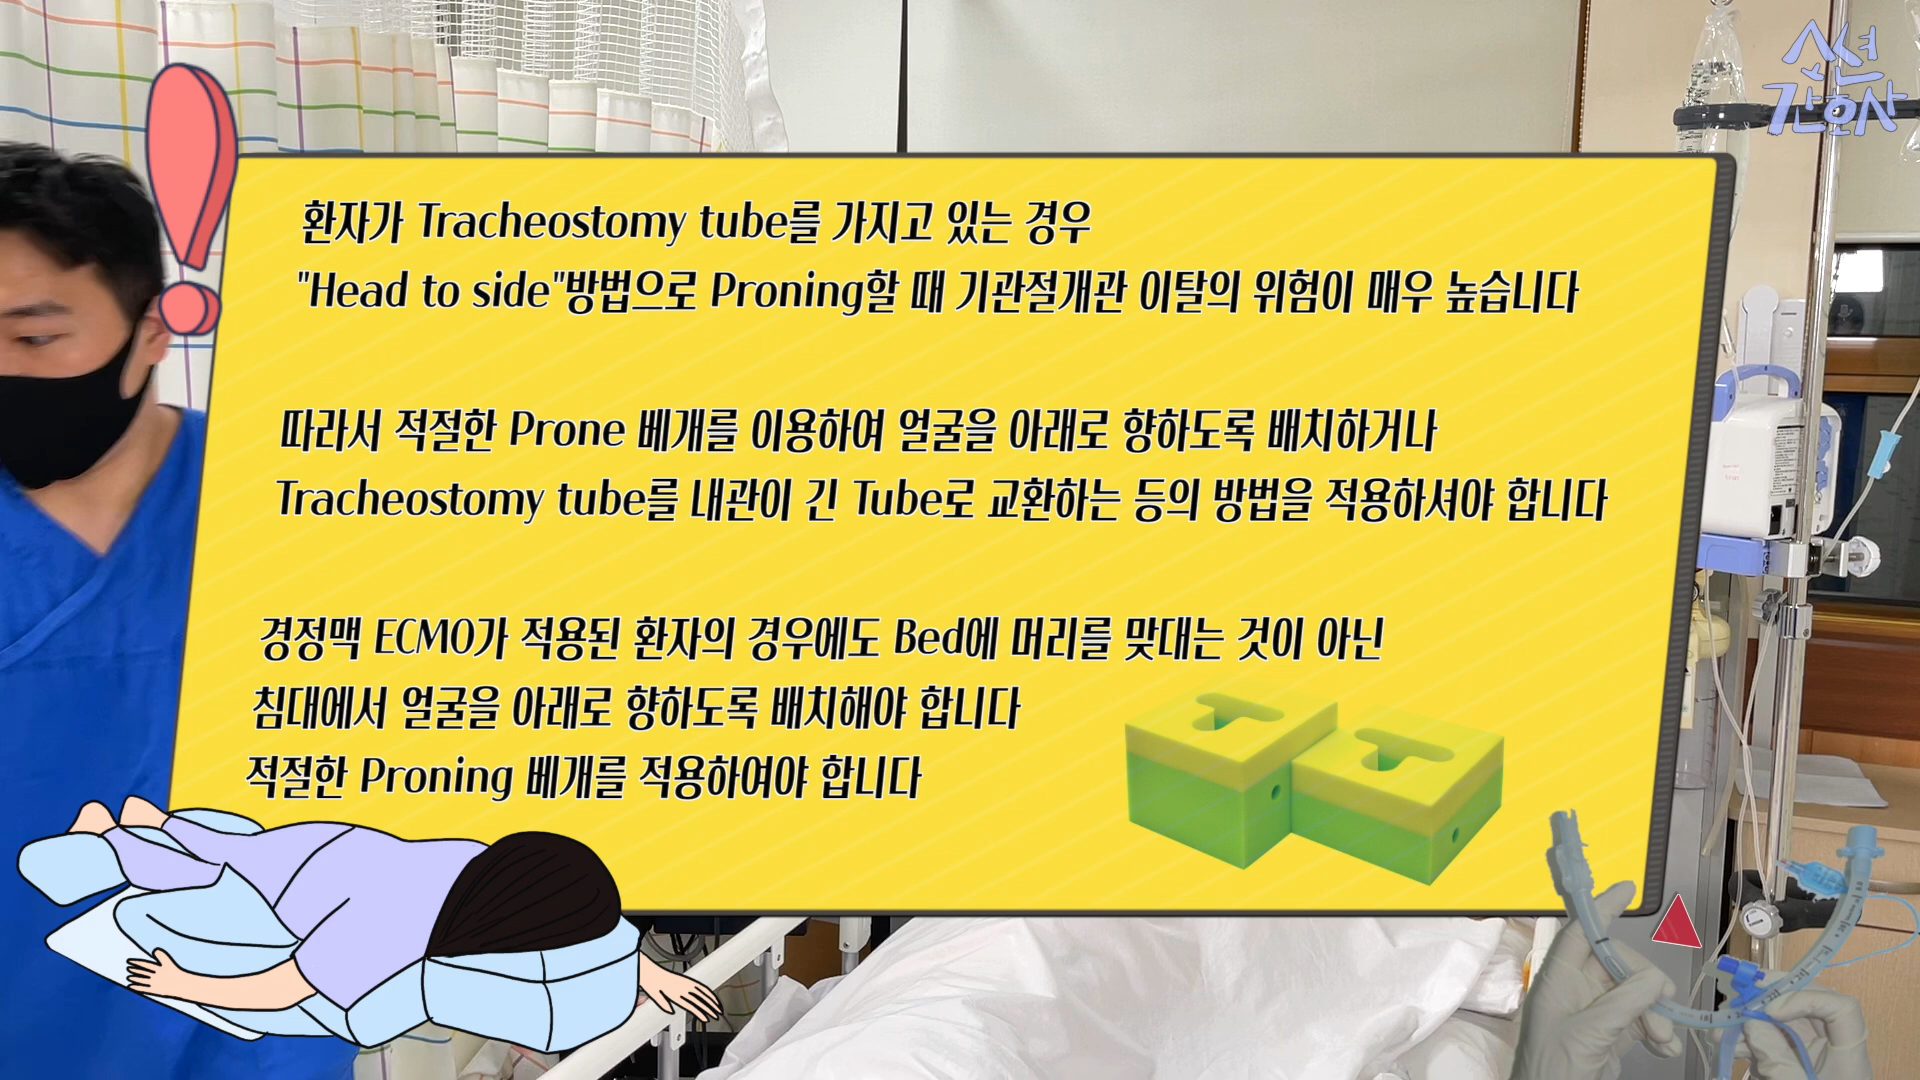 소년
간호사
환자가 Tracheostomy tube를 가지고 있는 경우
"Head to side"방법으로 Proning할 때 기관절개관 이탈의 위험이 매우 높습니다
따라서 적절한 Prone 베개를 이용하여 얼굴을 아래로 향하도록 배치하거나
Tracheostomy tube를 내관이 긴 Tube로 교환하는 등의 방법을 적용하셔야 합니다
경정맥 ECMO가 적용된 환자의 경우에도 Bed에 머리를 맞대는 것이 아닌
침대에서 얼굴을 아래로 향하도록 배치해야 합니다
적절한 Proning 베개를 적용하여야 합니다